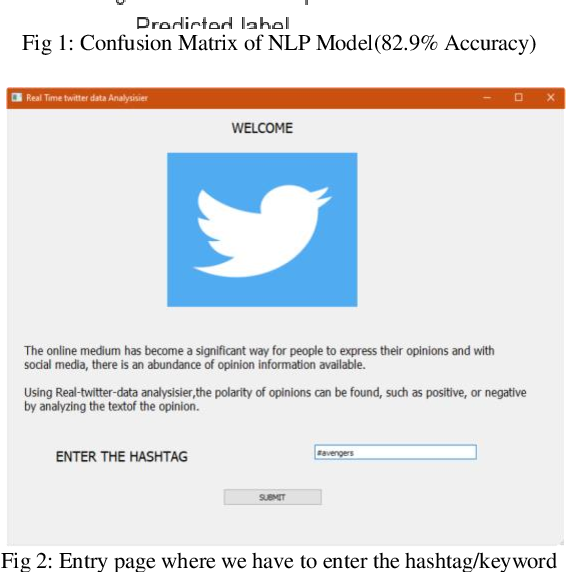 Predicted label
Fig 1: Confusion Matrix of NLP Model(82.9% Accuracy)
Real Time twitter data Analysisier
WELCOME
The online medium has become a significant way for people to express their opinions and with
social media, there is an abundance of opinion information available.
Using Real-twitter-data analysisier,the polarity of opinions can be found, such as positive, or negative
by analyzing the textof the opinion.
ENTER THE HASHTAG
#avengers
SUBMIT
Fig 2: Entry page where we have to enter the hashtag/keyword